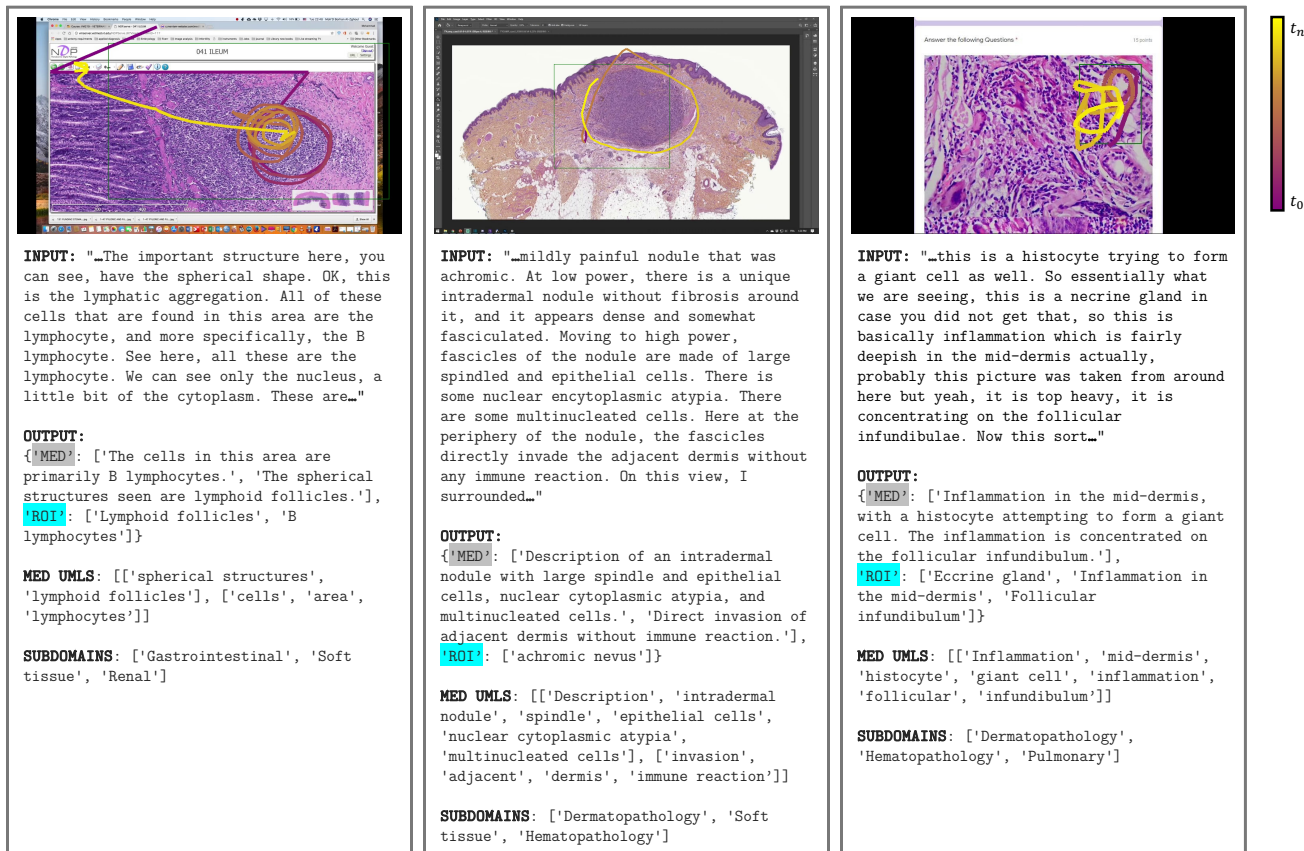 041 ILEUM
INPUT: "…The important structure here, you
can see, have the spherical shape. OK, this
is the lymphatic aggregation. All of these
cells that are found in this area are the
lymphocyte, and more specifically, the B
lymphocyte. See here, all these are the
lymphocyte. We can see only the nucleus, a
little bit of the cytoplasm. These are…"
OUTPUT:
{'MED': ['The cells in this area are
primarily B lymphocytes.', 'The spherical
structures seen are lymphoid follicles.'],
'ROI': ['Lymphoid follicles', 'B
lymphocytes']}
MED UMLS: [['spherical structures',
'lymphoid follicles'], ['cells', 'area',
'lymphocytes']]
SUBDOMAINS: ['Gastrointestinal', 'Soft
tissue', 'Renal']
INPUT: "…mildly painful nodule that was
achromic. At low power, there is a unique
intradermal nodule without fibrosis around
it, and it appears dense and somewhat
fasciculated. Moving to high power,
fascicles of the nodule are made of large
spindled and epithelial cells. There is
some nuclear encytoplasmic atypia. There
are some multinucleated cells. Here at the
periphery of the nodule, the fascicles
directly invade the adjacent dermis without
any immune reaction. On this view, I
surrounded…"
OUTPUT:
{'MED': ['Description of an intradermal
nodule with large spindle and epithelial
cells, nuclear cytoplasmic atypia, and
multinucleated cells.', 'Direct invasion of
adjacent dermis without immune reaction.'],
'ROI': ['achromic nevus']}
MED UMLS: [['Description', 'intradermal
nodule', 'spindle', 'epithelial cells',
'nuclear cytoplasmic atypia',
'multinucleated cells'], ['invasion',
'adjacent', 'dermis', 'immune reaction']]
SUBDOMAINS: ['Dermatopathology', 'Soft
tissue', 'Hematopathology']
Answer the following Questions *
15 points
INPUT: "…this is a histocyte trying to form
a giant cell as well. So essentially what
we are seeing, this is a necrine gland in
case you did not get that, so this is
basically inflammation which is fairly
deepish in the mid-dermis actually,
probably this picture was taken from around
here but yeah, it is top heavy, it is
concentrating on the follicular
infundibulae. Now this sort…"
OUTPUT:
{'MED': ['Inflammation in the mid-dermis,
with a histocyte attempting to form a giant
cell. The inflammation is concentrated on
the follicular infundibulum.'],
'ROI': ['Eccrine gland', 'Inflammation in
the mid-dermis', 'Follicular
infundibulum']}
MED UMLS: [['Inflammation', 'mid-dermis',
'histocyte', 'giant cell', 'inflammation',
'follicular', 'infundibulum']]
SUBDOMAINS: ['Dermatopathology',
'Hematopathology', 'Pulmonary']
tn
t0